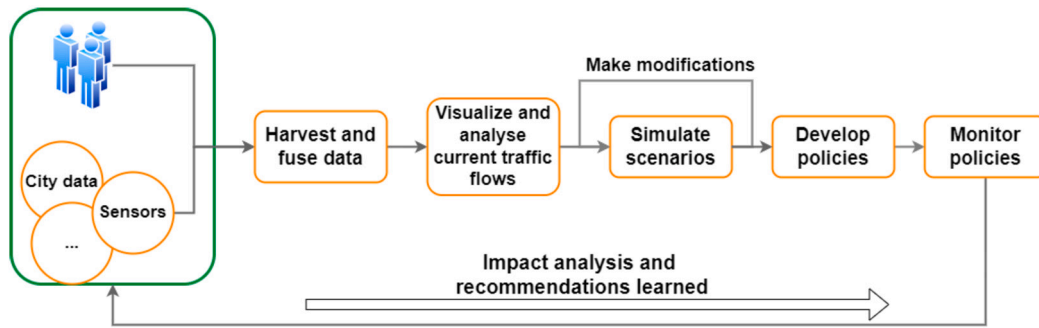 City data
Sensors
...
Harvest and
fuse data
Visualize and
analyse
current traffic
flows
Make modifications
Simulate
scenarios
Develop
policies
Monitor
policies
Impact analysis and
recommendations learned